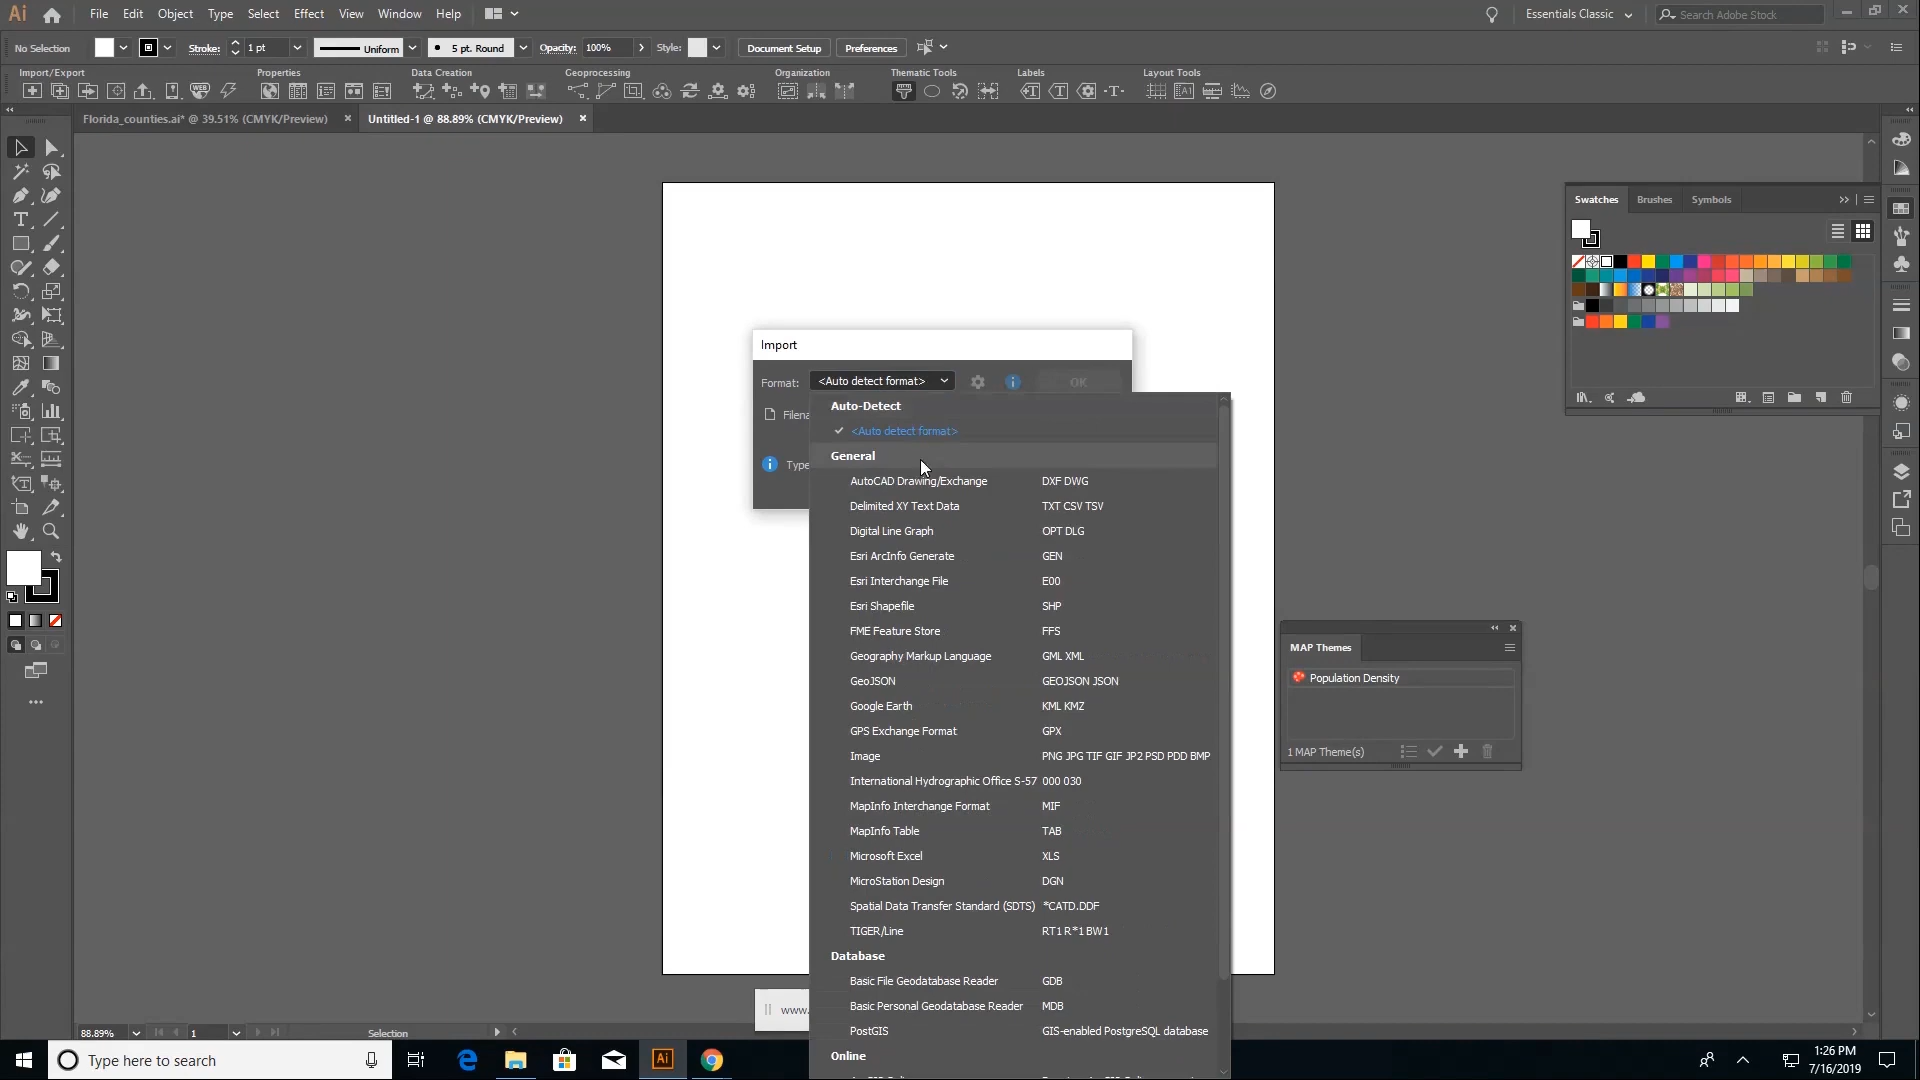 Ai File Edit Object Type Select Effect View Window Help Essentials Classic Search Adobe Stock
No Selection Stroke: 1 pt Uniform 5 pt. Round Opacity: 100% Style: Document Setup Preferences
Import/Export Properties Data Creation Geoprocessing Organization Thematic Tools Labels Layout Tools
Florida_counties.ai* @ 39.51% (CMYK/Preview) Untitled-1 @ 88.89% (CMYK/Preview)
Swatches Brushes Symbols
Import
Format: <Auto detect format> OK
Auto-Detect
<Auto detect format>
General
AutoCAD Drawing/Exchange DXF DWG
Delimited XY Text Data TXT CSV TSV
Digital Line Graph OPT DLG
Esri ArcInfo Generate GEN
Esri Interchange File E00
Esri Shapefile SHP
FME Feature Store FFS
Geography Markup Language GML XML
GeoJSON GEOJSON JSON
Google Earth KML KMZ
GPS Exchange Format GPX
Image PNG JPG TIF GIF JP2 PSD PDD BMP
International Hydrographic Office S-57 000 030
MapInfo Interchange Format MIF
MapInfo Table TAB
Microsoft Excel XLS
MicroStation Design DGN
Spatial Data Transfer Standard (SDTS) *CATD.DDF
TIGER/Line RT1 R*1 BW1
Database
Basic File Geodatabase Reader GDB
Basic Personal Geodatabase Reader MDB
PostGIS GIS-enabled PostgreSQL database
Online
Filena
Type
www.
MAP Themes
Population Density
1 MAP Theme(s)
88.89% 1 Selection
Type here to search Ai 1:26 PM
7/16/2019